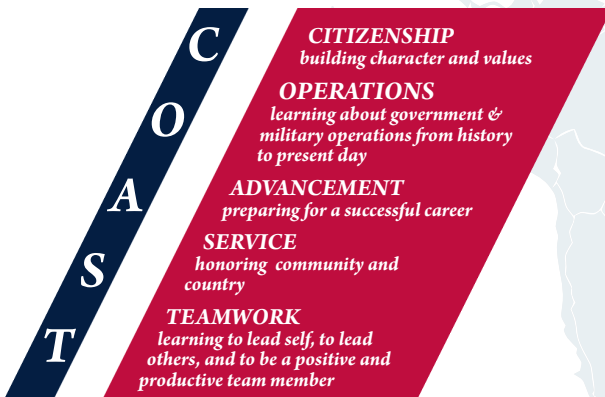 C
CITIZENSHIP
building character and values
O
OPERATIONS
learning about government &
military operations from history
to present day
A
ADVANCEMENT
preparing for a successful career
S
SERVICE
honoring community and
country
T
TEAMWORK
learning to lead self, to lead
others, and to be a positive and
productive team member